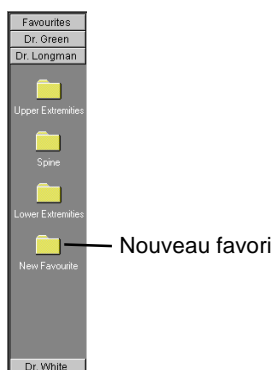 Favourites
Dr. Green
Dr. Longman
Upper Extremities
Spine
Lower Extremities
Nouveau favori
New Favourite
Dr. White